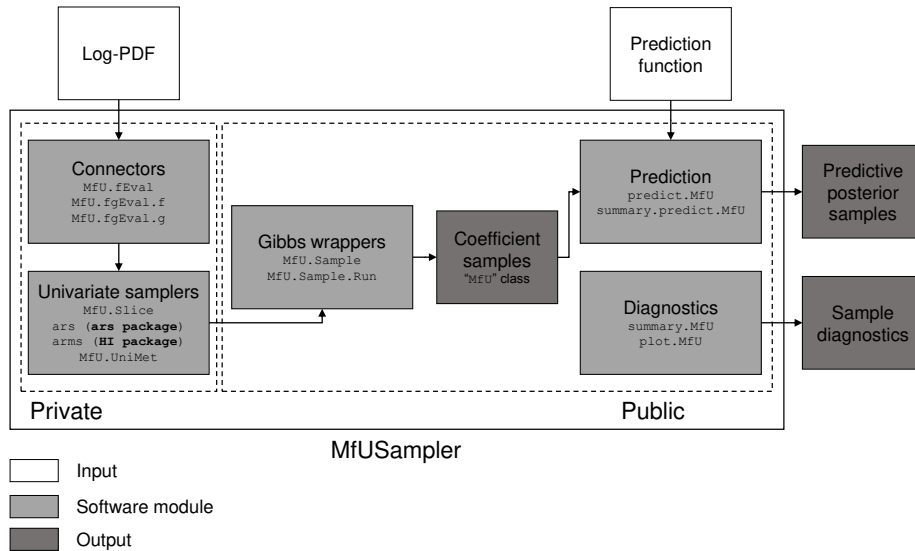 Log-PDF
Prediction
function
Connectors
MfU.fEval
MfU.fgEval.f
MfU.fgEval.g
Univariate samplers
MfU.Slice
ars (ars package)
arms (HI package)
MfU.UniMet
Private
Gibbs wrappers
MfU.Sample
MfU.Sample.Run
Coefficient
samples
"MfU" class
Prediction
predict.MfU
summary.predict.MfU
Diagnostics
summary.MfU
plot.MfU
Public
Predictive
posterior
samples
Sample
diagnostics
MfUSampler
Input
Software module
Output